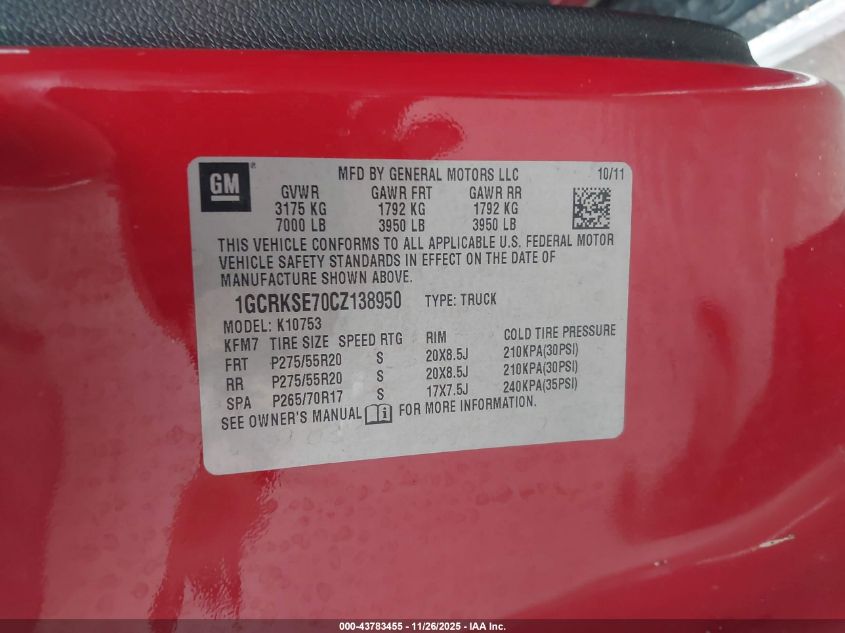 GM ® MFD BY GENERAL MOTORS LLC 10/11
GVWR GAWR FRT GAWR RR
3175 KG 1792 KG 1792 KG
7000 LB 3950 LB 3950 LB
THIS VEHICLE CONFORMS TO ALL APPLICABLE U.S. FEDERAL MOTOR
VEHICLE SAFETY STANDARDS IN EFFECT ON THE DATE OF
MANUFACTURE SHOWN ABOVE.
1GCRKSE70CZ138950 TYPE: TRUCK
MODEL: K10753
KFM7 TIRE SIZE SPEED RTG RIM COLD TIRE PRESSURE
FRT P275/55R20 S 20X8.5J 210KPA(30PSI)
RR P275/55R20 S 20X8.5J 210KPA(30PSI)
SPA P265/70R17 S 17X7.5J 240KPA(35PSI)
SEE OWNER'S MANUAL FOR MORE INFORMATION.
000-43783455 - 11/26/2025 - IAA Inc.